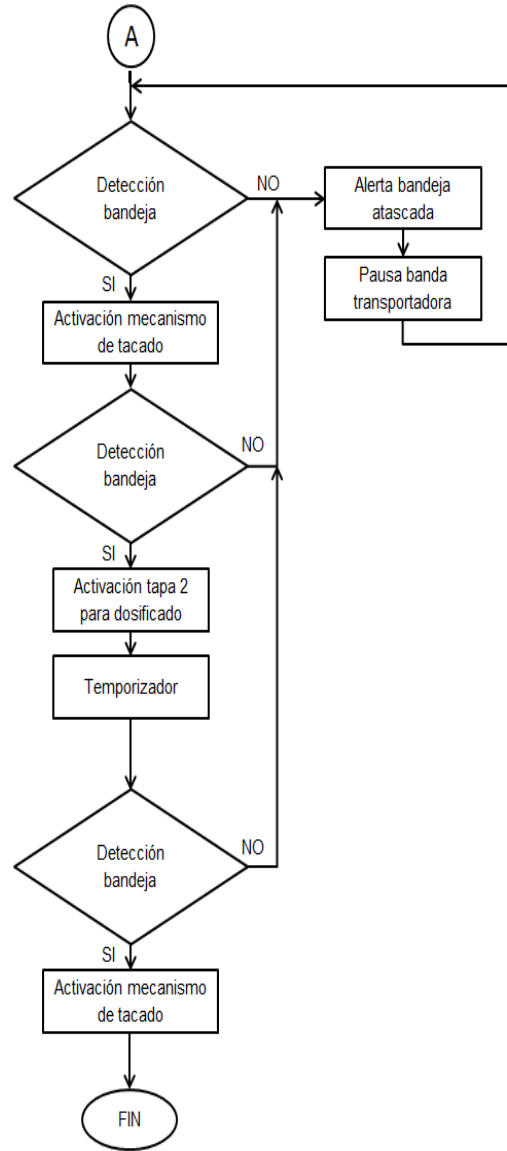 A
Detección
bandeja
NO
Alerta bandeja
atascada
SI
Pausa banda
transportadora
Activación mecanismo
de tacado
Detección
bandeja
NO
SI
Activación tapa 2
para dosificado
Temporizador
Detección
bandeja
NO
SI
Activación mecanismo
de tacado
FIN